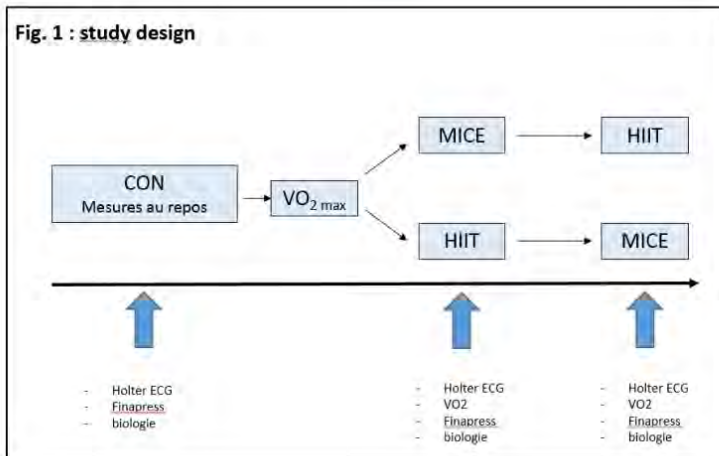 Fig. 1 : study design
MICE
HIIT
CON
Mesures au repos
VO2 max
HIIT
MICE
- Holter ECG
- Finapress
- biologie
- Holter ECG
- VO2
- Finapress
- biologie
- Holter ECG
- VO2
- Finapress
- biologie